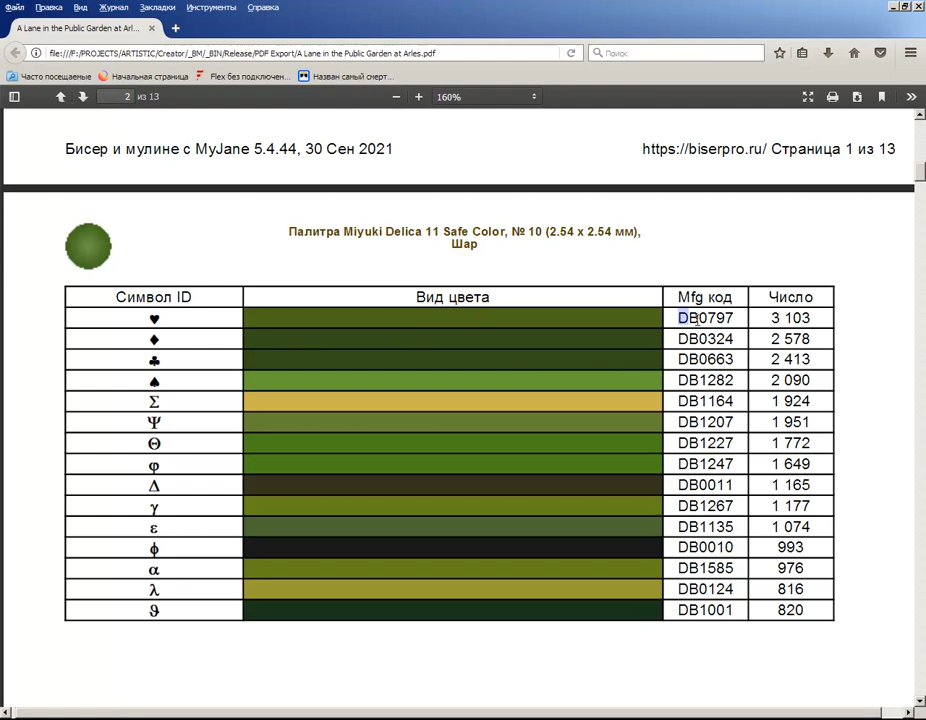 Файл Правка Вид Журнал Закладки Инструменты Справка
A Lane in the Public Garden at Arl... × +
file:///F:/PROJECTS/ARTISTIC/Creator/_BM/_BIN/Release/PDF Export/A Lane in the Public Garden at Arles.pdf Поиск
Часто посещаемые Начальная страница Flex без подключен... Назван саный смерт...
2 из 13 160%
Бисер и мулине с MyJane 5.4.44, 30 Сен 2021 https://biserpro.ru/ Страница 1 из 13
Палитра Miyuki Delica 11 Safe Color, № 10 (2.54 x 2.54 мм),
Шар
Символ ID Вид цвета Mfg код Число
♥ DB0797 3 103
♦ DB0324 2 578
♣ DB0663 2 413
♠ DB1282 2 090
Σ DB1164 1 924
Ψ DB1207 1 951
Θ DB1227 1 772
φ DB1247 1 649
Δ DB0011 1 165
γ DB1267 1 177
ε DB1135 1 074
ϕ DB0010 993
α DB1585 976
λ DB0124 816
ϑ DB1001 820